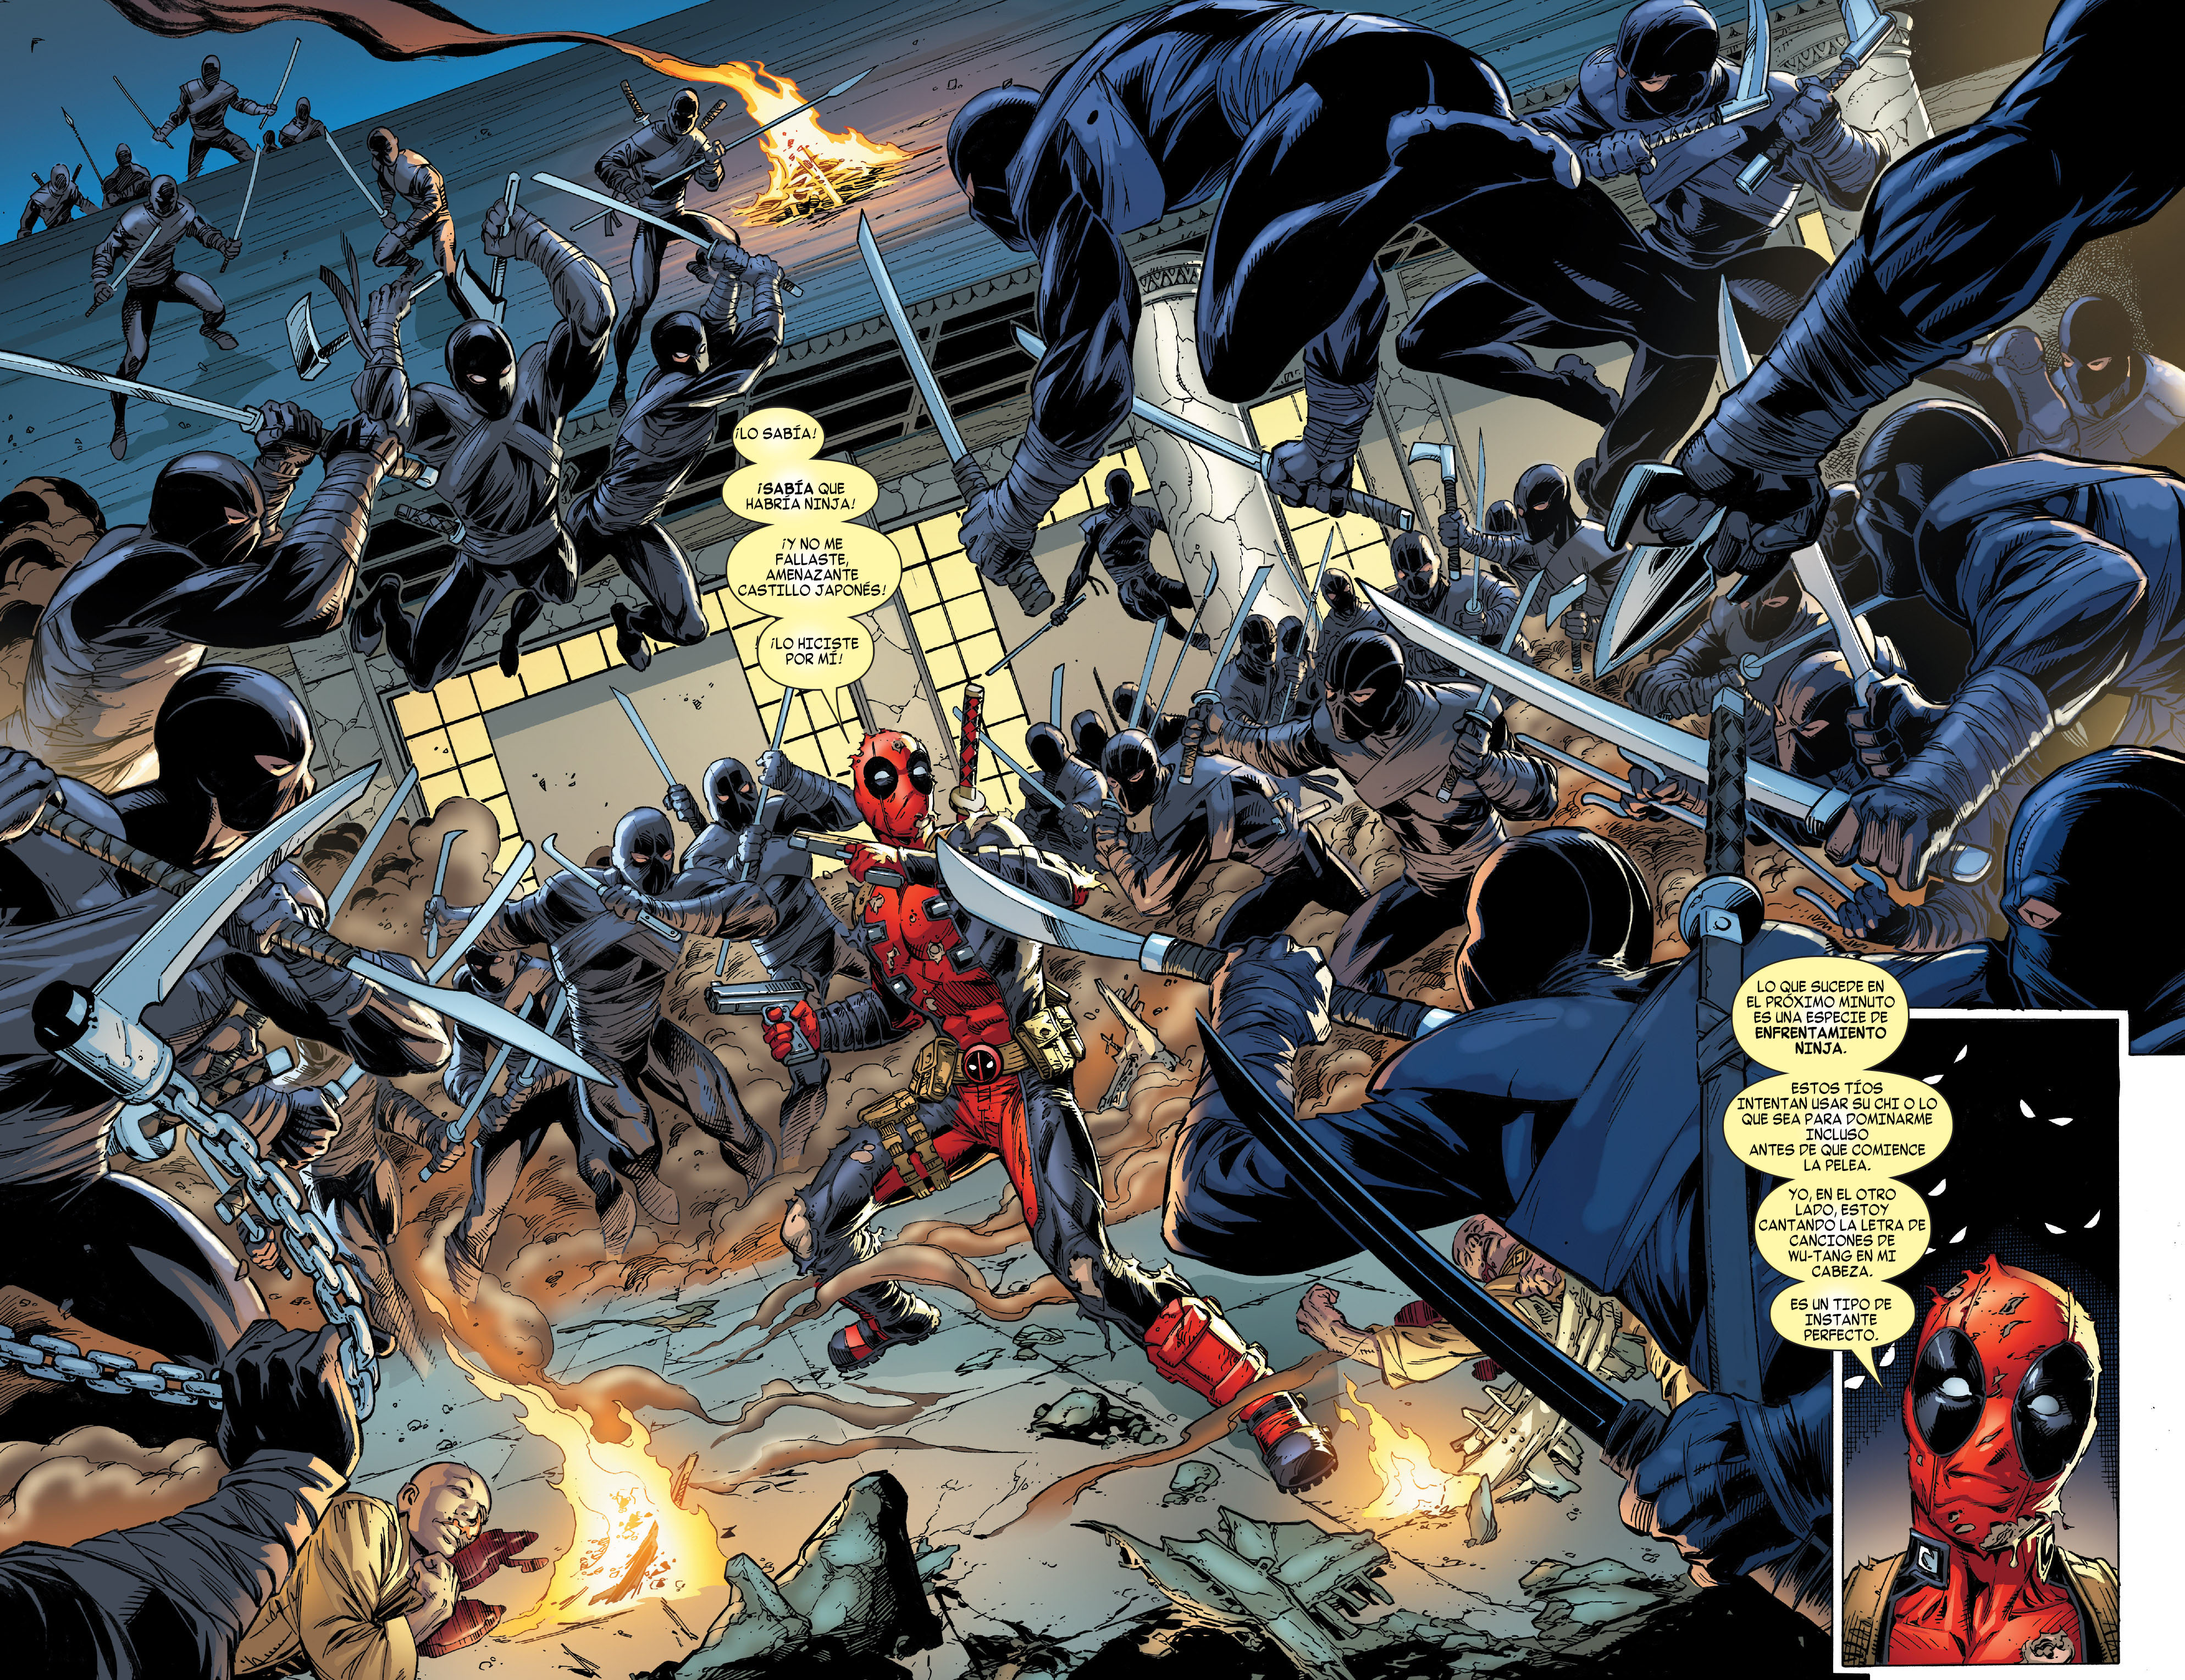 ¡LO SABÍA!
¡SABÍA QUE
HABRÍA NINJA!
¡Y NO ME
FALLASTE,
AMENAZANTE
CASTILLO JAPONÉS!
¡LO HICISTE
POR MÍ!
LO QUE SUCEDE EN
EL PRÓXIMO MINUTO
ES UNA ESPECIE DE
ENFRENTAMIENTO
NINJA.
ESTOS TÍOS
INTENTAN USAR SU CHI O LO
QUE SEA PARA DOMINARME
INCLUSO
ANTES DE QUE COMIENCE
LA PELEA.
YO, EN EL OTRO
LADO, ESTOY
CANTANDO LA LETRA DE
CANCIONES DE
WU-TANG EN MI
CABEZA.
ES UN TIPO DE
INSTANTE
PERFECTO.